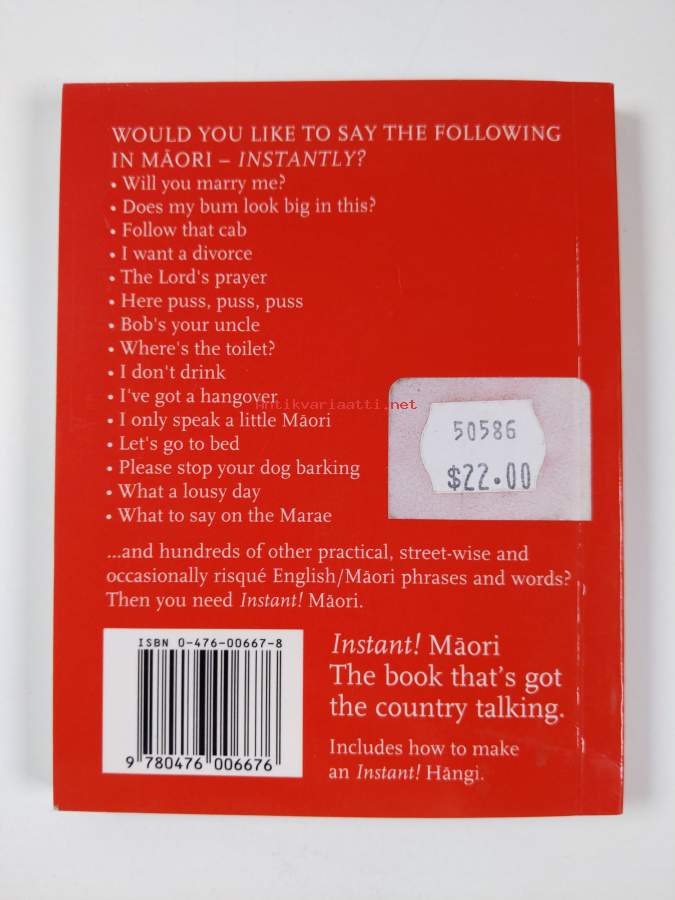 WOULD YOU LIKE TO SAY THE FOLLOWING
IN MĀORI – INSTANTLY?
• Will you marry me?
• Does my bum look big in this?
• Follow that cab
• I want a divorce
• The Lord's prayer
• Here puss, puss, puss
• Bob's your uncle
• Where's the toilet?
• I don't drink
• I've got a hangover
antikvariaatti.net
• I only speak a little Māori
• Let's go to bed
• Please stop your dog barking
• What a lousy day
• What to say on the Marae
50586
$22.00
...and hundreds of other practical, street-wise and
occasionally risqué English/Māori phrases and words?
Then you need Instant! Māori.
ISBN 0-476-00667-8
9 780476 006676
Instant! Māori
The book that's got
the country talking.
Includes how to make
an Instant! Hāngi.